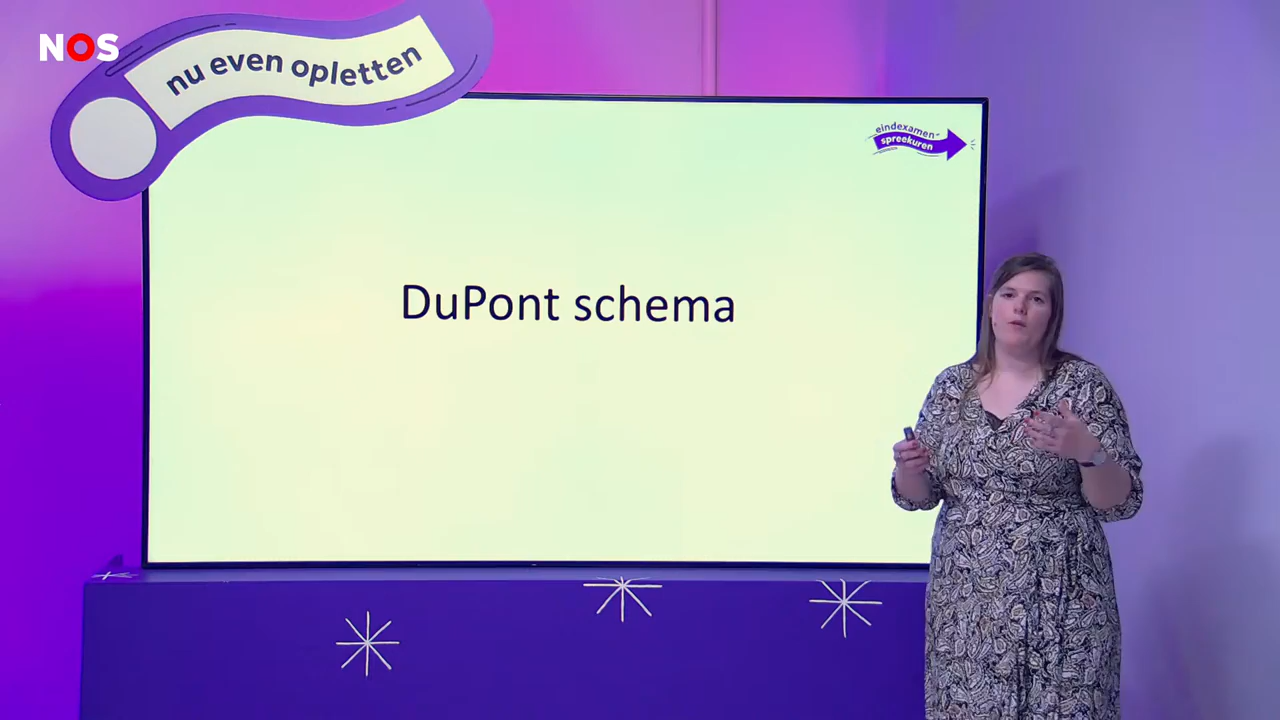 NOS
nu even opletten
eindexamen-
spreekuren
DuPont schema